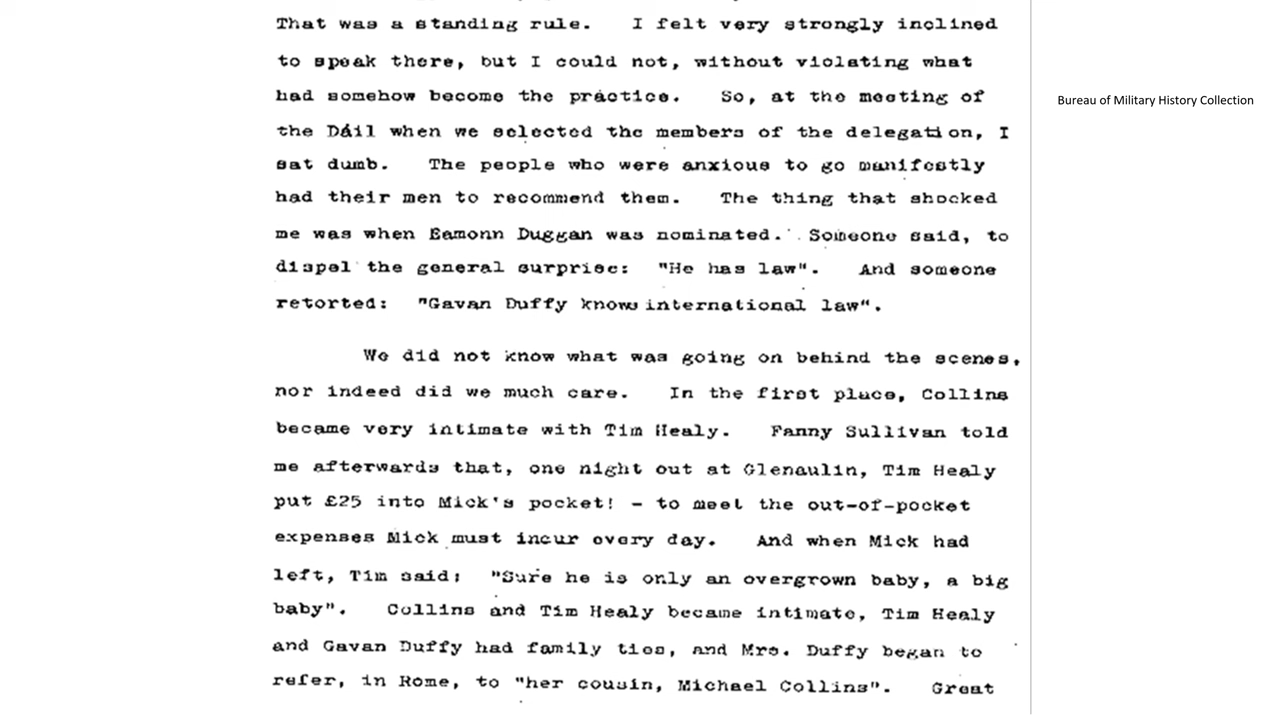 That was a standing rule. I felt very strongly inclined
to speak there, but I could not, without violating what
had somehow become the practice. So, at the meeting of
the Dáil when we selected the members of the delegation, I
sat dumb. The people who were anxious to go manifestly
had their men to recommend them. The thing that shocked
me was when Eamonn Duggan was nominated. Someone said, to
dispel the general surprise: "He has law". And someone
retorted: "Gavan Duffy knows international law".
We did not know what was going on behind the scenes,
nor indeed did we much care. In the first place, Collins
became very intimate with Tim Healy. Fanny Sullivan told
me afterwards that, one night out at Glenaulin, Tim Healy
put £25 into Mick's pocket! - to meet the out-of-pocket
expenses Mick must incur every day. And when Mick had
left, Tim said: "Sure he is only an overgrown baby, a big
baby". Collins and Tim Healy became intimate, Tim Healy
and Gavan Duffy had family ties, and Mrs. Duffy began to
refer, in Rome, to "her cousin, Michael Collins". Great
Bureau of Military History Collection